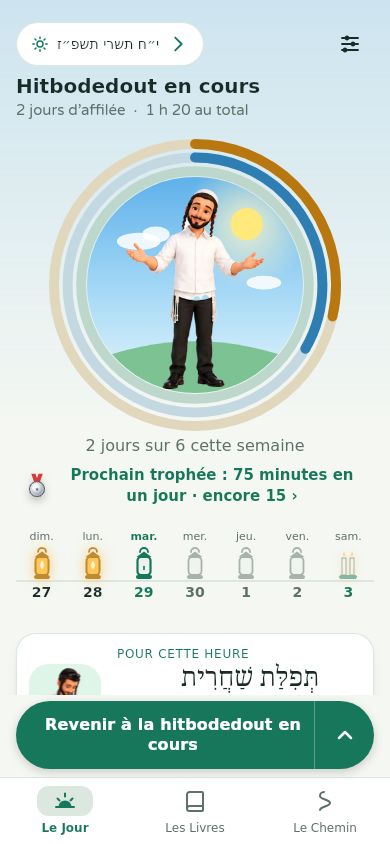 י״ח תשרי תשפ״ז
Hitbodedout en cours
2 jours d’affilée · 1 h 20 au total
2 jours sur 6 cette semaine
Prochain trophée : 75 minutes en
un jour · encore 15 ›
dim. lun. mar. mer. jeu. ven. sam.
27 28 29 30 1 2 3
POUR CETTE HEURE
תְּפִלַּת שַׁחֲרִית
Revenir à la hitbodedout en
cours
Le Jour Les Livres Le Chemin